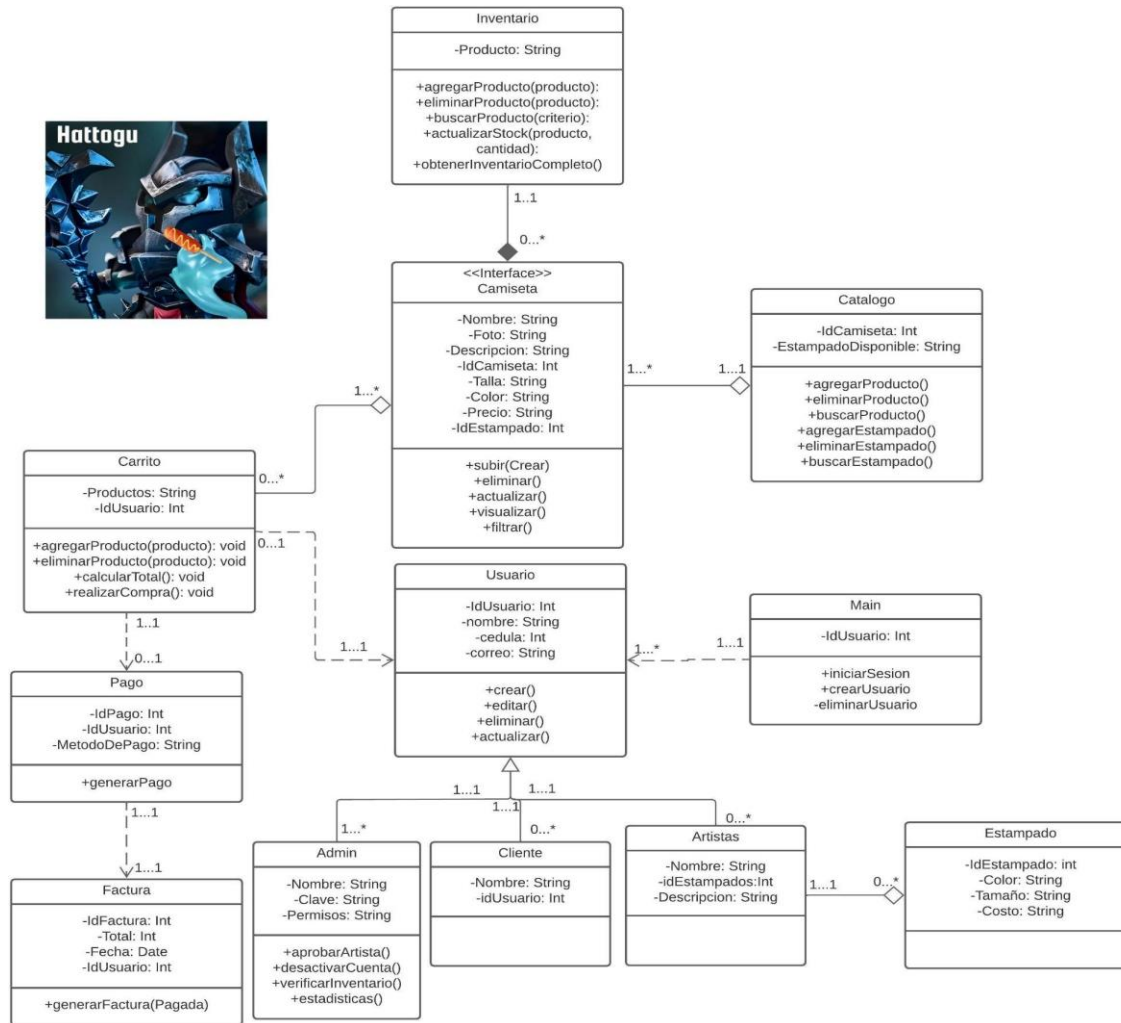 Hattogu
Inventario
-Producto: String
+agregarProducto(producto):
+eliminarProducto(producto):
+buscarProducto(criterio):
+actualizarStock(producto,
cantidad):
+obtenerInventarioCompleto()
1..1
0...*
<<Interface>>
Camiseta
-Nombre: String
-Foto: String
-Descripcion: String
-IdCamiseta: Int
-Talla: String
-Color: String
-Precio: String
-IdEstampado: Int
+subir(Crear)
+eliminar()
+actualizar()
+visualizar()
+filtrar()
1...*
1...1
Catalogo
-IdCamiseta: Int
-EstampadoDisponible: String
+agregarProducto()
+eliminarProducto()
+buscarProducto()
+agregarEstampado()
+eliminarEstampado()
+buscarEstampado()
1...*
0...*
Carrito
-Productos: String
-IdUsuario: Int
+agregarProducto(producto): void
+eliminarProducto(producto): void
+calcularTotal(): void
+realizarCompra(): void
0...1
1...1
1..1
0...1
Usuario
-IdUsuario: Int
-nombre: String
-cedula: Int
-correo: String
+crear()
+editar()
+eliminar()
+actualizar()
1...*
1...1
Main
-IdUsuario: Int
+iniciarSesion
+crearUsuario
-eliminarUsuario
Pago
-IdPago: Int
-IdUsuario: Int
-MetodoDePago: String
+generarPago
1...1
1...1
Factura
-IdFactura: Int
-Total: Int
-Fecha: Date
-IdUsuario: Int
+generarFactura(Pagada)
1...1
1...1
1...1
1...*
0...*
0...*
Admin
-Nombre: String
-Clave: String
-Permisos: String
+aprobarArtista()
+desactivarCuenta()
+verificarInventario()
+estadisticas()
Cliente
-Nombre: String
-idUsuario: Int
Artistas
-Nombre: String
-idEstampados:Int
-Descripcion: String
1...1
0...*
Estampado
-IdEstampado: int
-Color: String
-Tamaño: String
-Costo: String